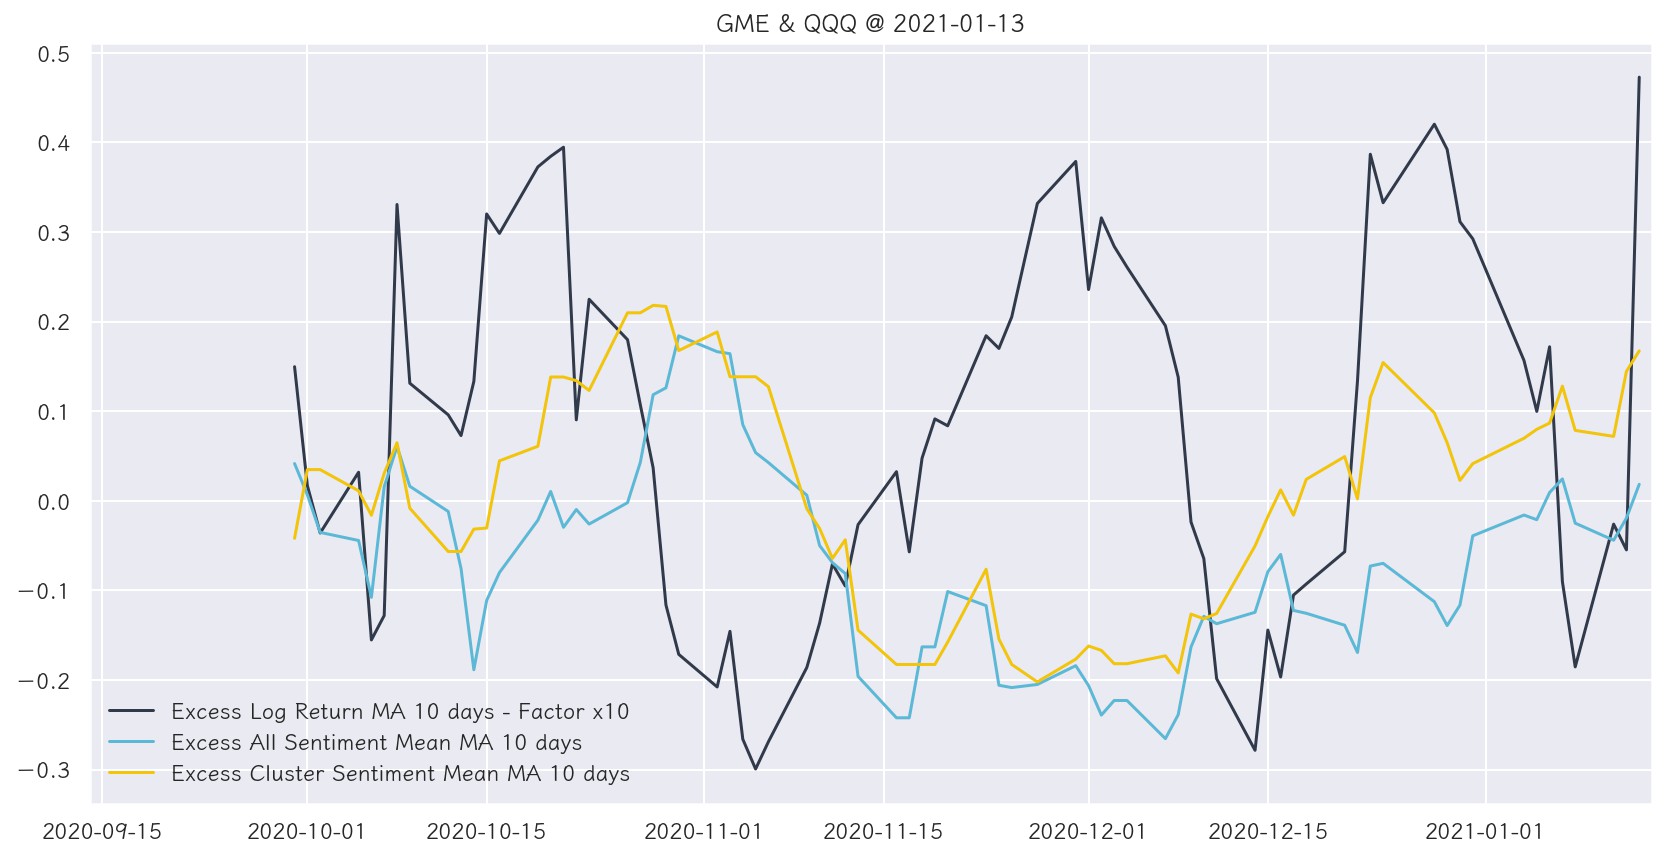 GME & QQQ @ 2021-01-13
0.5
0.4
0.3
0.2
0.1
0.0
−0.1
−0.2
−0.3
Excess Log Return MA 10 days - Factor x10
Excess All Sentiment Mean MA 10 days
Excess Cluster Sentiment Mean MA 10 days
2020-09-15 2020-10-01 2020-10-15 2020-11-01 2020-11-15 2020-12-01 2020-12-15 2021-01-01